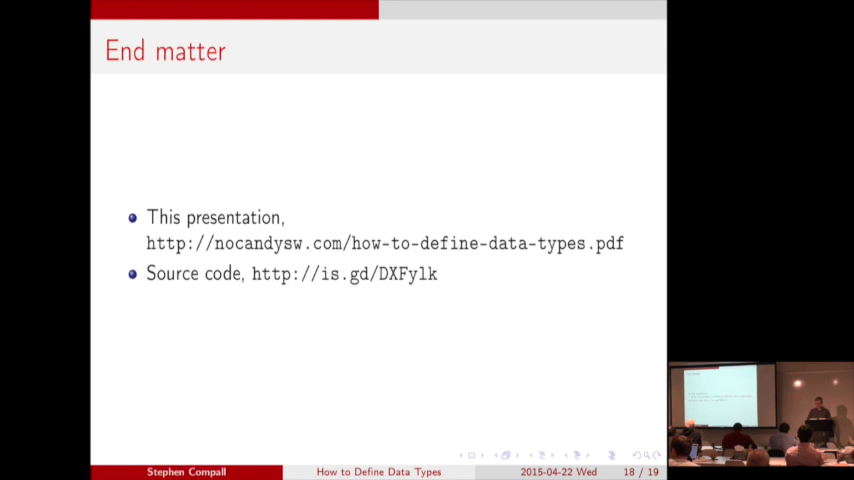 End matter
This presentation,
http://nocandysw.com/how-to-define-data-types.pdf
Source code, http://is.gd/DXFylk
Stephen Compall How to Define Data Types 2015-04-22 Wed 18 / 19